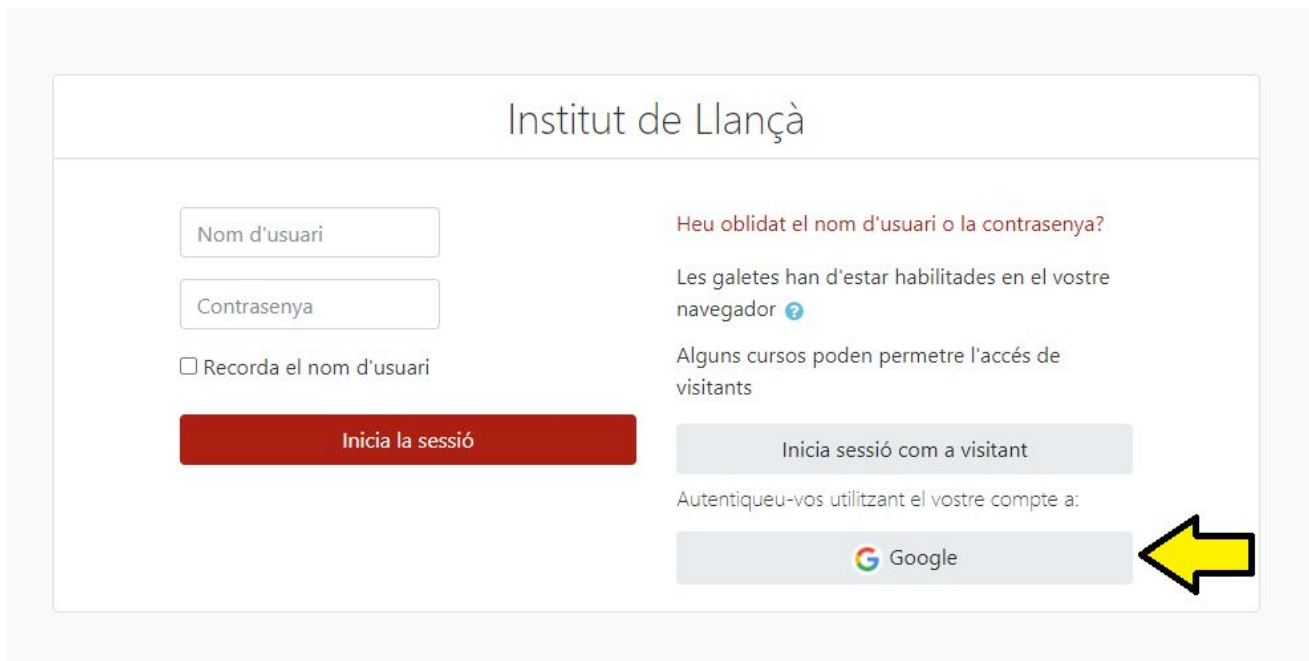 Institut de Llançà
Nom d'usuari
Contrasenya
Recorda el nom d'usuari
Inicia la sessió
Heu oblidat el nom d'usuari o la contrasenya?
Les galetes han d'estar habilitades en el vostre
navegador ?
Alguns cursos poden permetre l'accés de
visitants
Inicia sessió com a visitant
Autentiqueu-vos utilitzant el vostre compte a:
Google